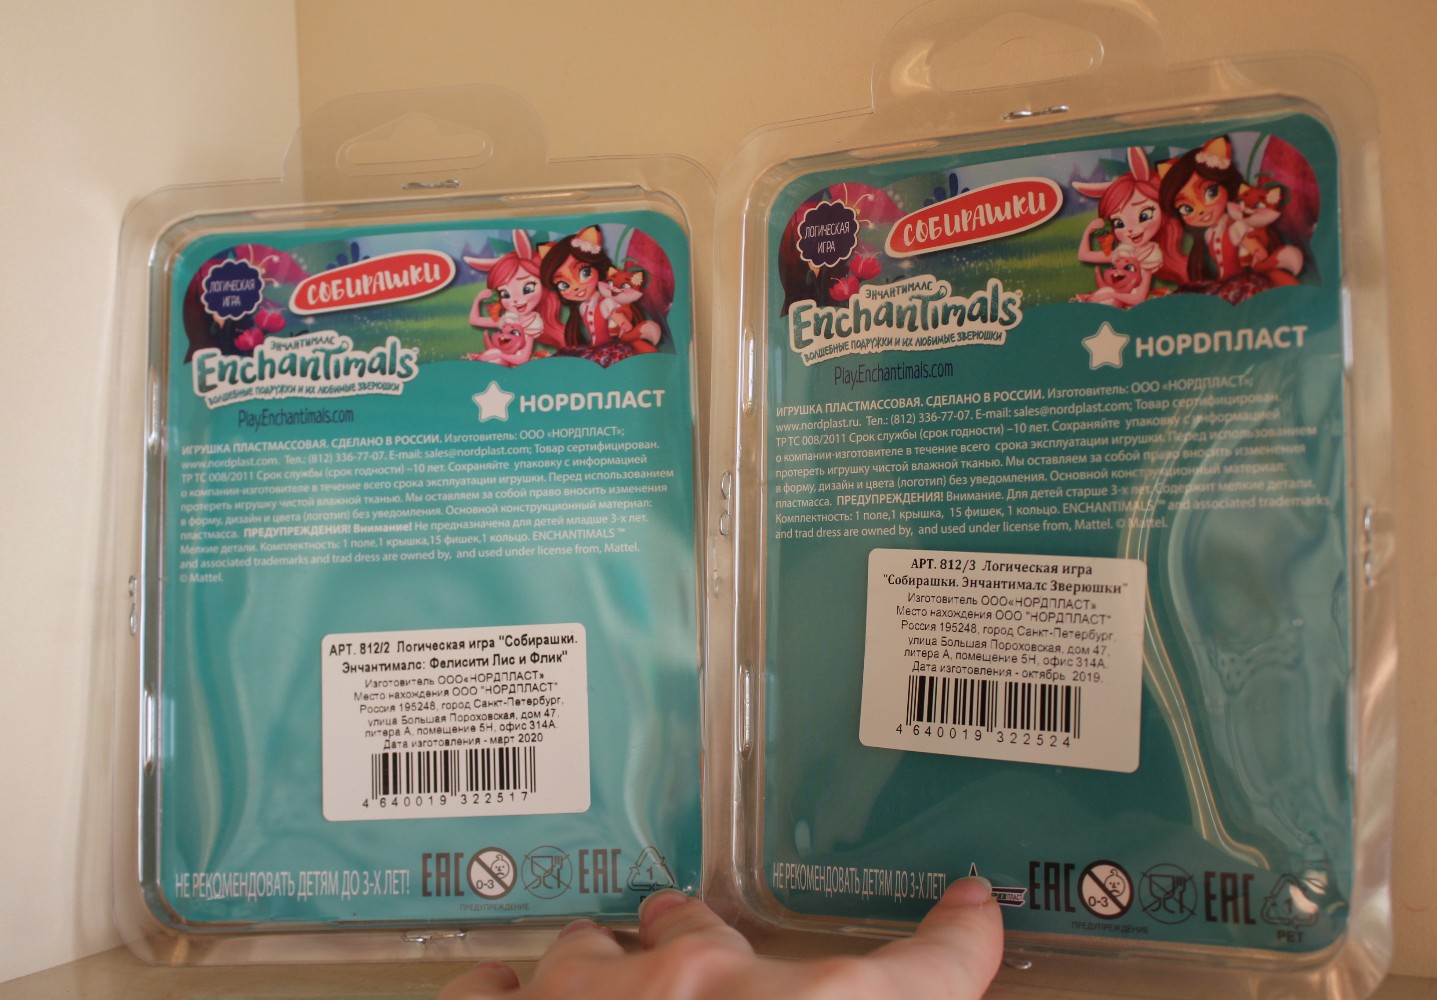 ЛОГИЧЕСКАЯ
ИГРА
СОБИРАШКИ
ЭНЧАНТИМАЛС
EnchanTimals
ВОЛШЕБНЫЕ ПОДРУЖКИ И ИХ ЛЮБИМЫЕ ЗВЕРЮШКИ
PlayEnchantimals.com
НОРDПЛАСТ
ИГРУШКА ПЛАСТМАССОВАЯ. СДЕЛАНО В РОССИИ. Изготовитель: ООО «НОРДПЛАСТ»;
www.nordplast.com. Тел.: (812) 336-77-07. E-mail: sales@nordplast.com; Товар сертифицирован.
ТР ТС 008/2011 Срок службы (срок годности) –10 лет. Сохраняйте упаковку с информацией
о компании-изготовителе в течение всего срока эксплуатации игрушки. Перед использованием
протереть игрушку чистой влажной тканью. Мы оставляем за собой право вносить изменения
в форму, дизайн и цвета (логотип) без уведомления. Основной конструкционный материал:
пластмасса. ПРЕДУПРЕЖДЕНИЯ! Внимание! Не предназначена для детей младше 3-х лет.
Мелкие детали. Комплектность: 1 поле,1 крышка,15 фишек,1 кольцо. ENCHANTIMALS ™
and associated trademarks and trad dress are owned by, and used under license from, Mattel.
© Mattel.
АРТ. 812/2 Логическая игра "Собирашки.
Энчантималс: Фелисити Лис и Флик"
Изготовитель ООО«НОРДПЛАСТ»
Место нахождения ООО "НОРДПЛАСТ"
Россия 195248, город Санкт-Петербург,
улица Большая Пороховская, дом 47,
литера А, помещение 5Н, офис 314А.
Дата изготовления - март 2020
4 640019 322517
НЕ РЕКОМЕНДОВАТЬ ДЕТЯМ ДО 3-Х ЛЕТ!
EAC
0-3
ПРЕДУПРЕЖДЕНИЕ
EAC
1
ЛОГИЧЕСКАЯ
ИГРА
СОБИРАШКИ
ЭНЧАНТИМАЛС
EnchanTimals
ВОЛШЕБНЫЕ ПОДРУЖКИ И ИХ ЛЮБИМЫЕ ЗВЕРЮШКИ
Play.Enchantimals.com
НОРDПЛАСТ
ИГРУШКА ПЛАСТМАССОВАЯ. СДЕЛАНО В РОССИИ. Изготовитель: ООО «НОРДПЛАСТ»;
www.nordplast.ru. Тел.: (812) 336-77-07. E-mail: sales@nordplast.com; Товар сертифицирован.
ТР ТС 008/2011 Срок службы (срок годности) –10 лет. Сохраняйте упаковку с информацией
о компании-изготовителе в течение всего срока эксплуатации игрушки. Перед использованием
протереть игрушку чистой влажной тканью. Мы оставляем за собой право вносить изменения
в форму, дизайн и цвета (логотип) без уведомления. Основной конструкционный материал:
пластмасса. ПРЕДУПРЕЖДЕНИЯ! Внимание. Для детей старше 3-х лет. Содержит мелкие детали.
Комплектность: 1 поле,1 крышка, 15 фишек, 1 кольцо. ENCHANTIMALS ™ and associated trademarks
and trad dress are owned by, and used under license from, Mattel. © Mattel.
АРТ. 812/3 Логическая игра
"Собирашки. Энчантималс Зверюшки"
Изготовитель ООО«НОРДПЛАСТ»
Место нахождения ООО "НОРДПЛАСТ"
Россия 195248, город Санкт-Петербург,
улица Большая Пороховская, дом 47,
литера А, помещение 5Н, офис 314А.
Дата изготовления - октябрь 2019.
4 640019 322524
НЕ РЕКОМЕНДОВАТЬ ДЕТЯМ ДО 3-Х ЛЕТ!
EAC
0-3
ПРЕДУПРЕЖДЕНИЕ
EAC
1
PET